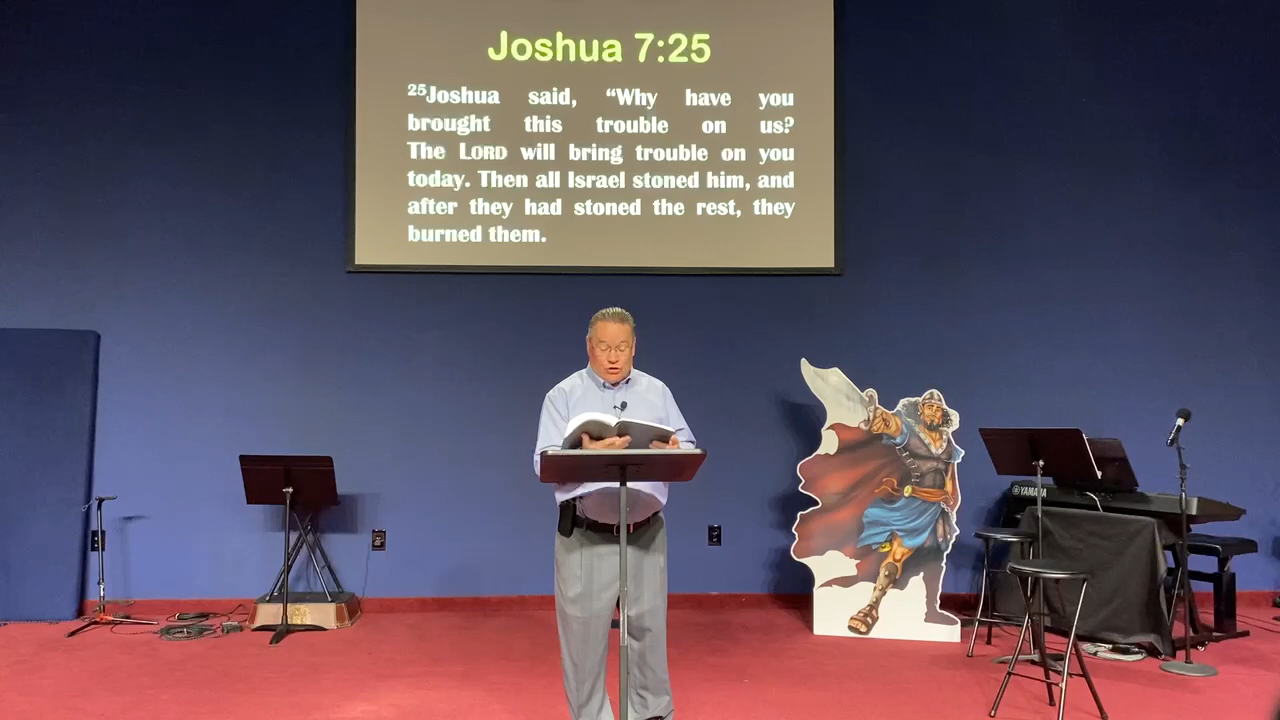 Joshua 7:25
25Joshua said, “Why have you
brought this trouble on us?
The LORD will bring trouble on you
today. Then all Israel stoned him, and
after they had stoned the rest, they
burned them.
YAMAHA